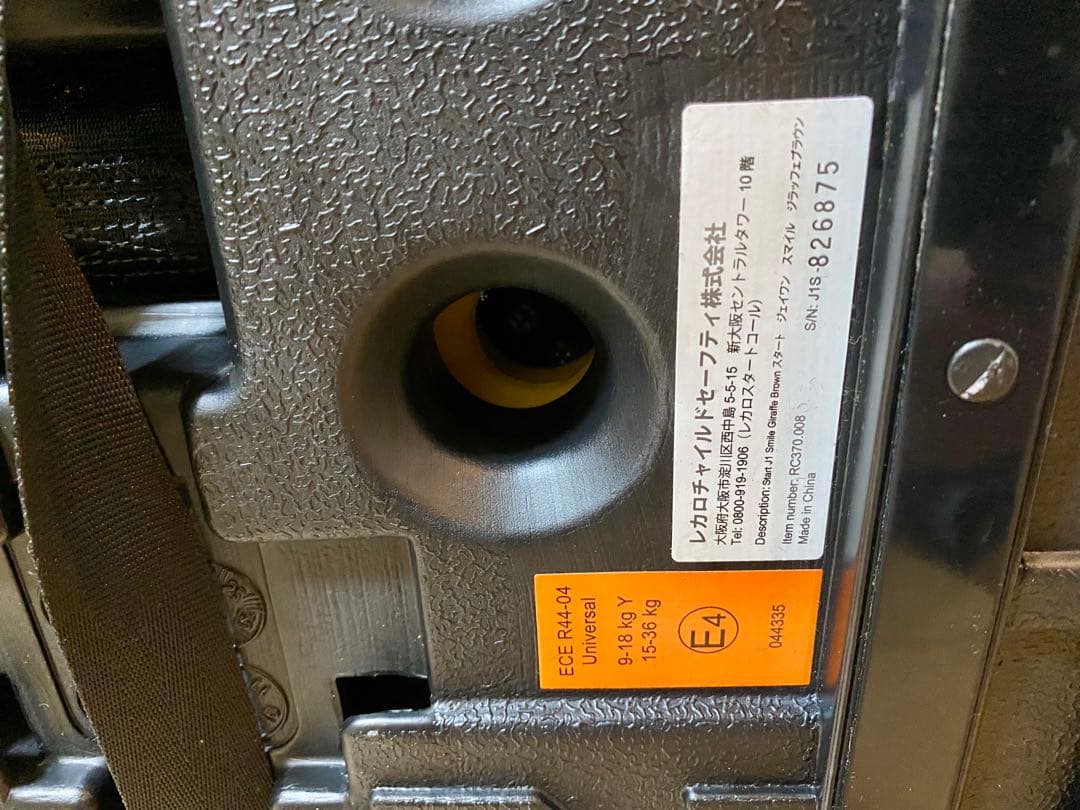 レカロチャイルドセーフティ株式会社
大阪府大阪市淀川区西中島 5-5-15 新大阪セントラルタワー 10 階
Tel: 0800-919-1906（レカロスタートコール）
Description: Start J1 Smile Giraffe Brown スタート ジェイワン スマイル ジラッフェブラウン
Item number: RC370.008
S/N: J1S-826875
Made in China
ECE R44-04
Universal
9-18 kg Y
15-36 kg
E4
044335